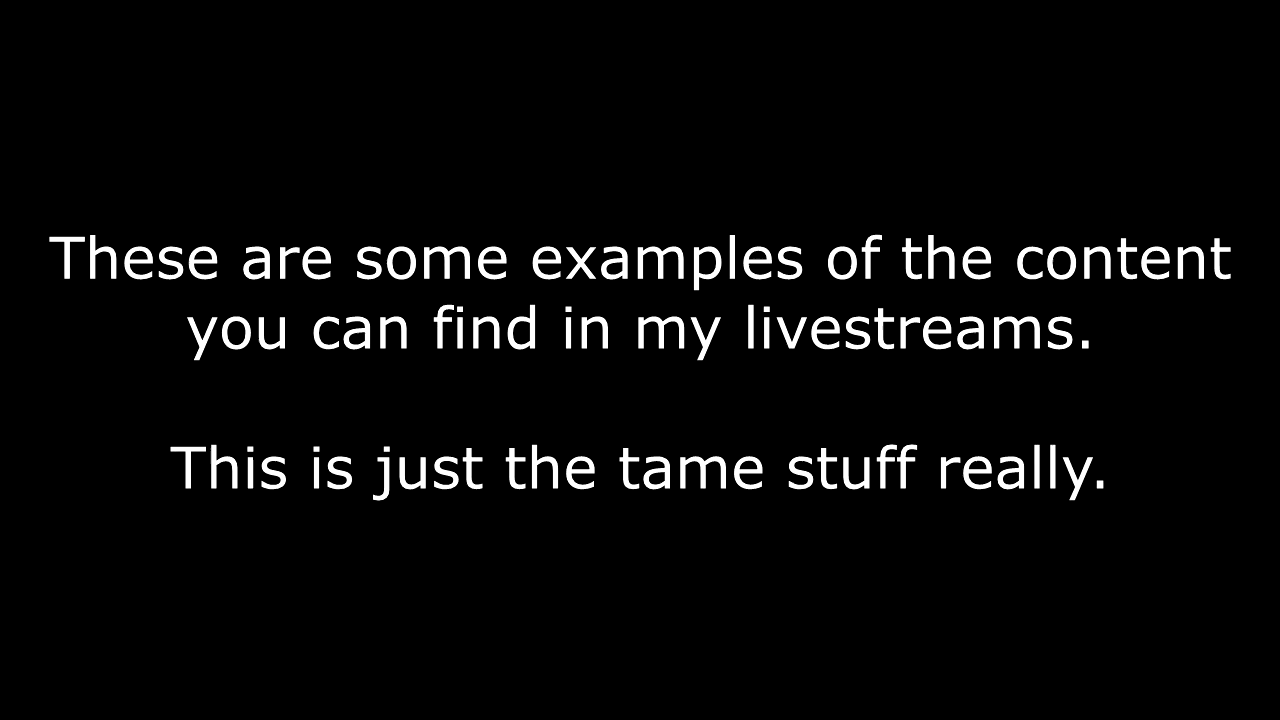 These are some examples of the content
you can find in my livestreams.
This is just the tame stuff really.